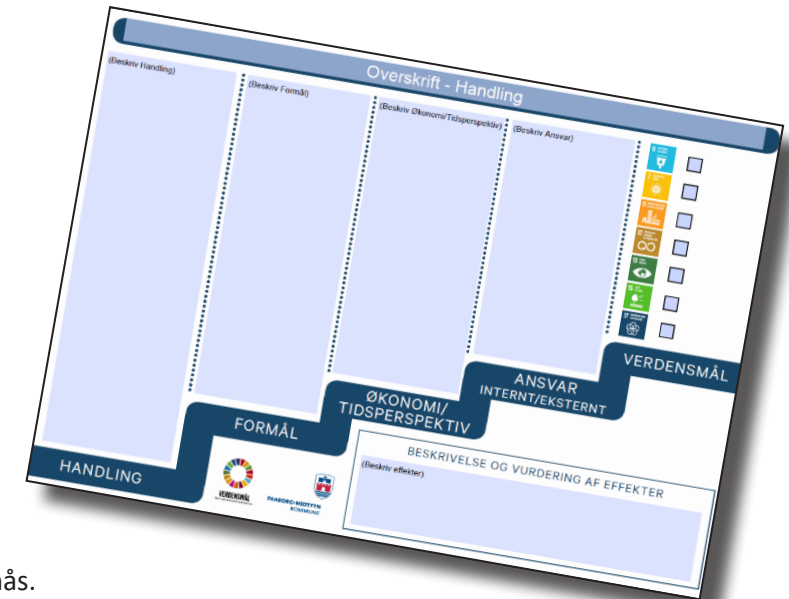 Overskrift - Handling
(Beskriv Handling)
(Beskriv Formål)
(Beskriv Økonomi/Tidsperspektiv)
(Beskriv Ansvar)
VERDENSMÅL
ANSVAR
INTERNT/EKSTERNT
ØKONOMI/
TIDSPERSPEKTIV
FORMÅL
HANDLING
BESKRIVELSE OG VURDERING AF EFFEKTER
(Beskriv effekter)
VERDENSMÅL
FAABORG-MIDTFYN
KOMMUNE
nås.